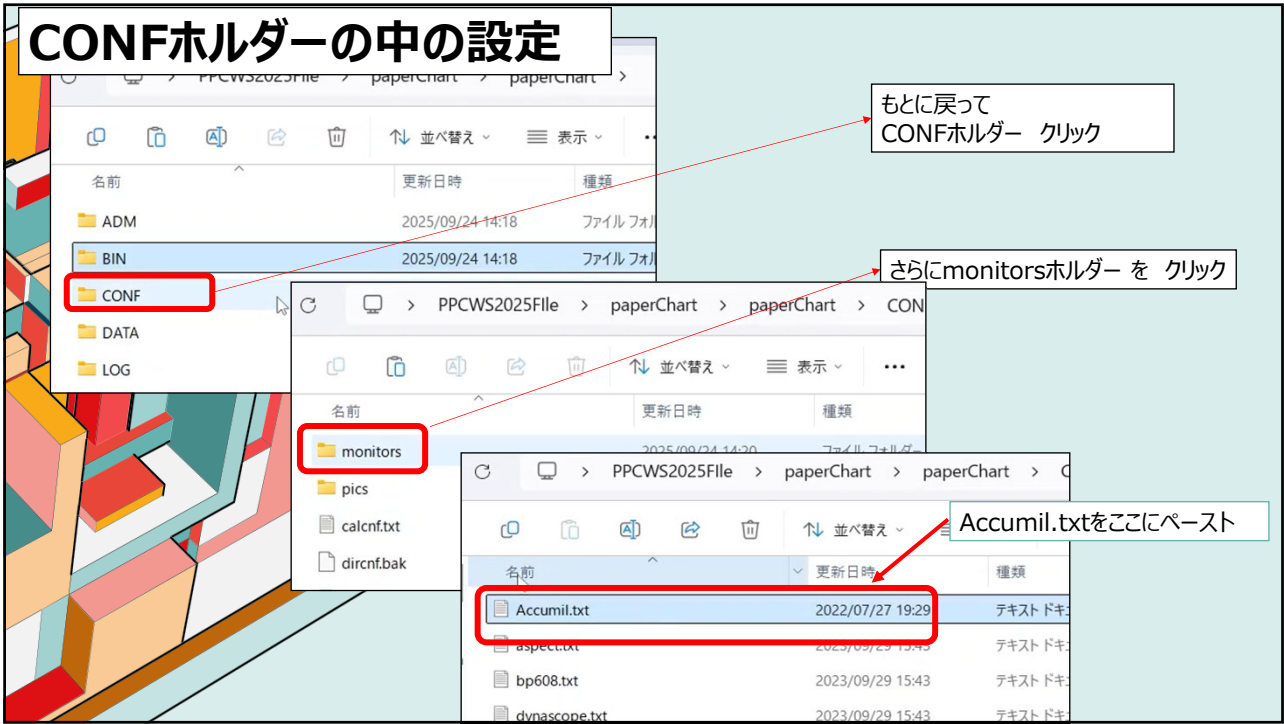 CONFホルダーの中の設定
PPCWS2025FIle > paperChart > paperChart >
並べ替え 表示
名前 更新日時 種類
ADM 2025/09/24 14:18 ファイル フォル
BIN 2025/09/24 14:18 ファイル フォル
CONF
DATA
LOG
もとに戻って
CONFホルダー クリック
さらにmonitorsホルダー を クリック
> PPCWS2025FIle > paperChart > paperChart > CON
並べ替え 表示 •••
名前 更新日時 種類
monitors 2025/09/24 14:20 ファイル フォルダー
pics
calcnf.txt
dircnf.bak
> PPCWS2025FIle > paperChart > paperChart > C
並べ替え
Accumil.txtをここにペースト
名前 更新日時 種類
Accumil.txt 2022/07/27 19:29 テキスト ドキュ
aspect.txt 2023/09/29 15:43 テキスト ドキュ
bp608.txt 2023/09/29 15:43 テキスト ドキュ
dynascope.txt 2023/09/29 15:43 テキスト ドキュ